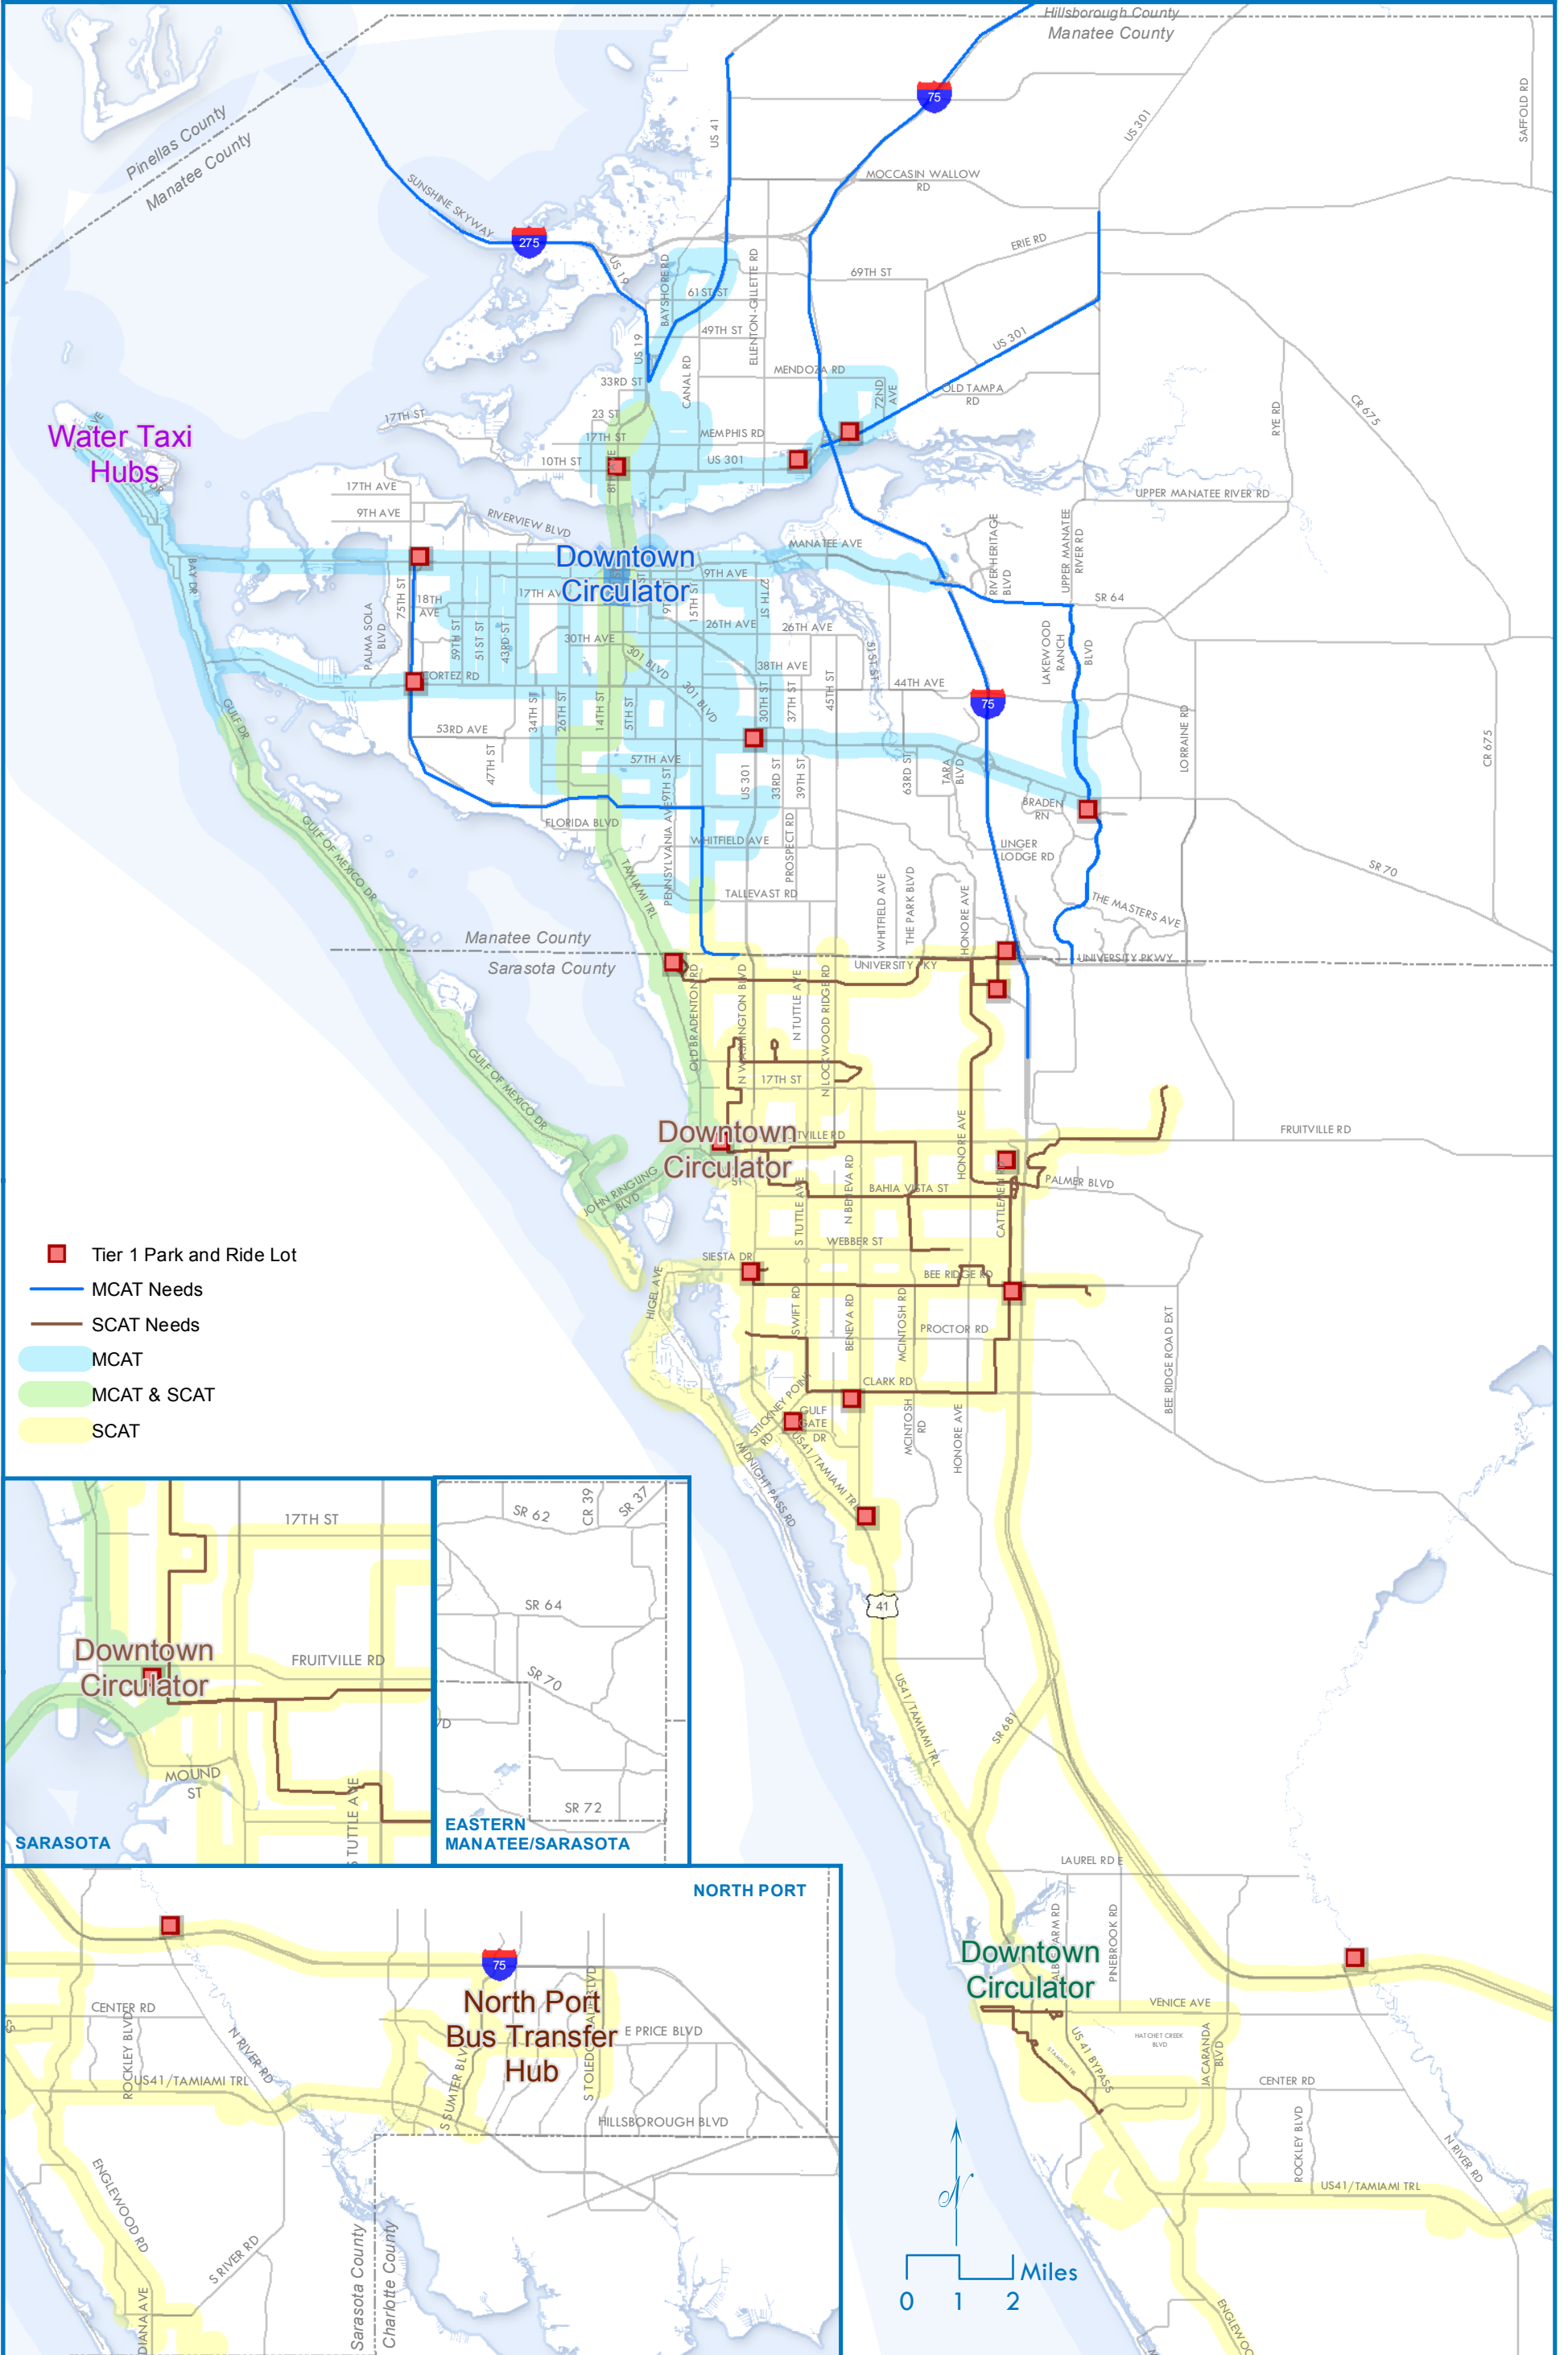 Hillsborough County
Manatee County
75
Pinellas County
Manatee County
SUNSHINE SKYWAY
275
US 19
US 41
US 301
SAFFOLD RD
MOCCASIN WALLOW
RD
ERIE RD
69TH ST
BAYSHORE RD
61ST ST
ELLENTON-GILLETTE RD
49TH ST
US 19
US 301
33RD ST
CANAL RD
MENDOZA RD
72ND
AVE
OLD TAMPA
RD
RYE RD
CR 675
17TH ST
23 ST
17TH ST
MEMPHIS RD
10TH ST
US 301
Water Taxi
Hubs
17TH AVE
9TH AVE
RIVERVIEW BLVD
UPPER MANATEE RIVER RD
MANATEE AVE
RIVER HERITAGE
BLVD
UPPER MANATEE
RIVER RD
Downtown
Circulator
BAY DR
75TH ST
18TH
AVE
17TH AV
9TH AVE
15TH ST
27TH ST
SR 64
PALMA SOLA
BLVD
59TH ST
51ST ST
43RD ST
30TH AVE
26TH AVE
26TH AVE
301 BLVD
51ST ST
38TH AVE
LAKEWOOD
RANCH
BLVD
CORTEZ RD
44TH AVE
75
GULF DR
34TH ST
26TH ST
14TH ST
5TH ST
301 BLVD
30TH ST
37TH ST
45TH ST
53RD AVE
47TH ST
57TH AVE
9TH ST
US 301
33RD ST
39TH ST
63RD ST
TARA
BLVD
LORRAINE RD
CR 675
BRADEN
RN
FLORIDA BLVD
PENNSYLVANIA AVE
WHITFIELD AVE
PROSPECT RD
LINGER
LODGE RD
SR 70
GULF OF MEXICO DR
TAMIAMI TRL
TALLEVAST RD
WHITFIELD AVE
THE PARK BLVD
HONORE AVE
THE MASTERS AVE
Manatee County
Sarasota County
UNIVERSITY PKWY
OLD BRADENTON RD
N WASHINGTON BLVD
N TUTTLE AVE
N LOCKWOOD RIDGE RD
GULF OF MEXICO DR
17TH ST
HONORE AVE
Downtown
Circulator
FRUITVILLE RD
JOHN RINGLING
BLVD
S TUTTLE AVE
N BENEVA RD
BAHIA VISTA ST
PALMER BLVD
WEBBER ST
SIESTA DR
BEE RIDGE RD
HIGEL AVE
SWIFT RD
BENEVA RD
MCINTOSH RD
PROCTOR RD
BEE RIDGE ROAD EXT
CLARK RD
STICKNEY POINT
RD
GULF
GATE
DR
MCINTOSH
RD
HONORE AVE
MIDNIGHT PASS RD
US41/TAMIAMI TRL
41
Tier 1 Park and Ride Lot
MCAT Needs
SCAT Needs
MCAT
MCAT & SCAT
SCAT
17TH ST
Downtown
Circulator
FRUITVILLE RD
MOUND
ST
S TUTTLE AVE
SARASOTA
SR 62
CR 39
SR 37
SR 64
SR 70
SR 72
EASTERN
MANATEE/SARASOTA
US41/TAMIAMI TRL
SR 681
LAUREL RD E
PINEBROOK RD
Downtown
Circulator
VENICE AVE
HATCHET CREEK
BLVD
US 41 BYPASS
JACARANDA
BLVD
CENTER RD
ROCKLEY BLVD
N RIVER RD
US41/TAMIAMI TRL
NORTH PORT
75
CENTER RD
ROCKLEY BLVD
N RIVER RD
North Port
Bus Transfer
Hub
E PRICE BLVD
US41/TAMIAMI TRL
S SUMTER BLV
HILLSBOROUGH BLVD
ENGLEWOOD RD
S RIVER RD
Sarasota County
Charlotte County
N
Miles
0 1 2